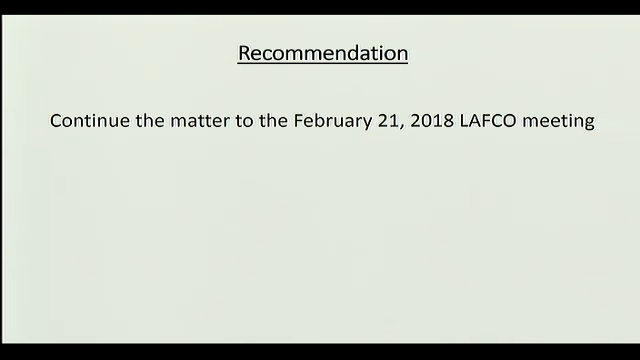 Recommendation
Continue the matter to the February 21, 2018 LAFCO meeting